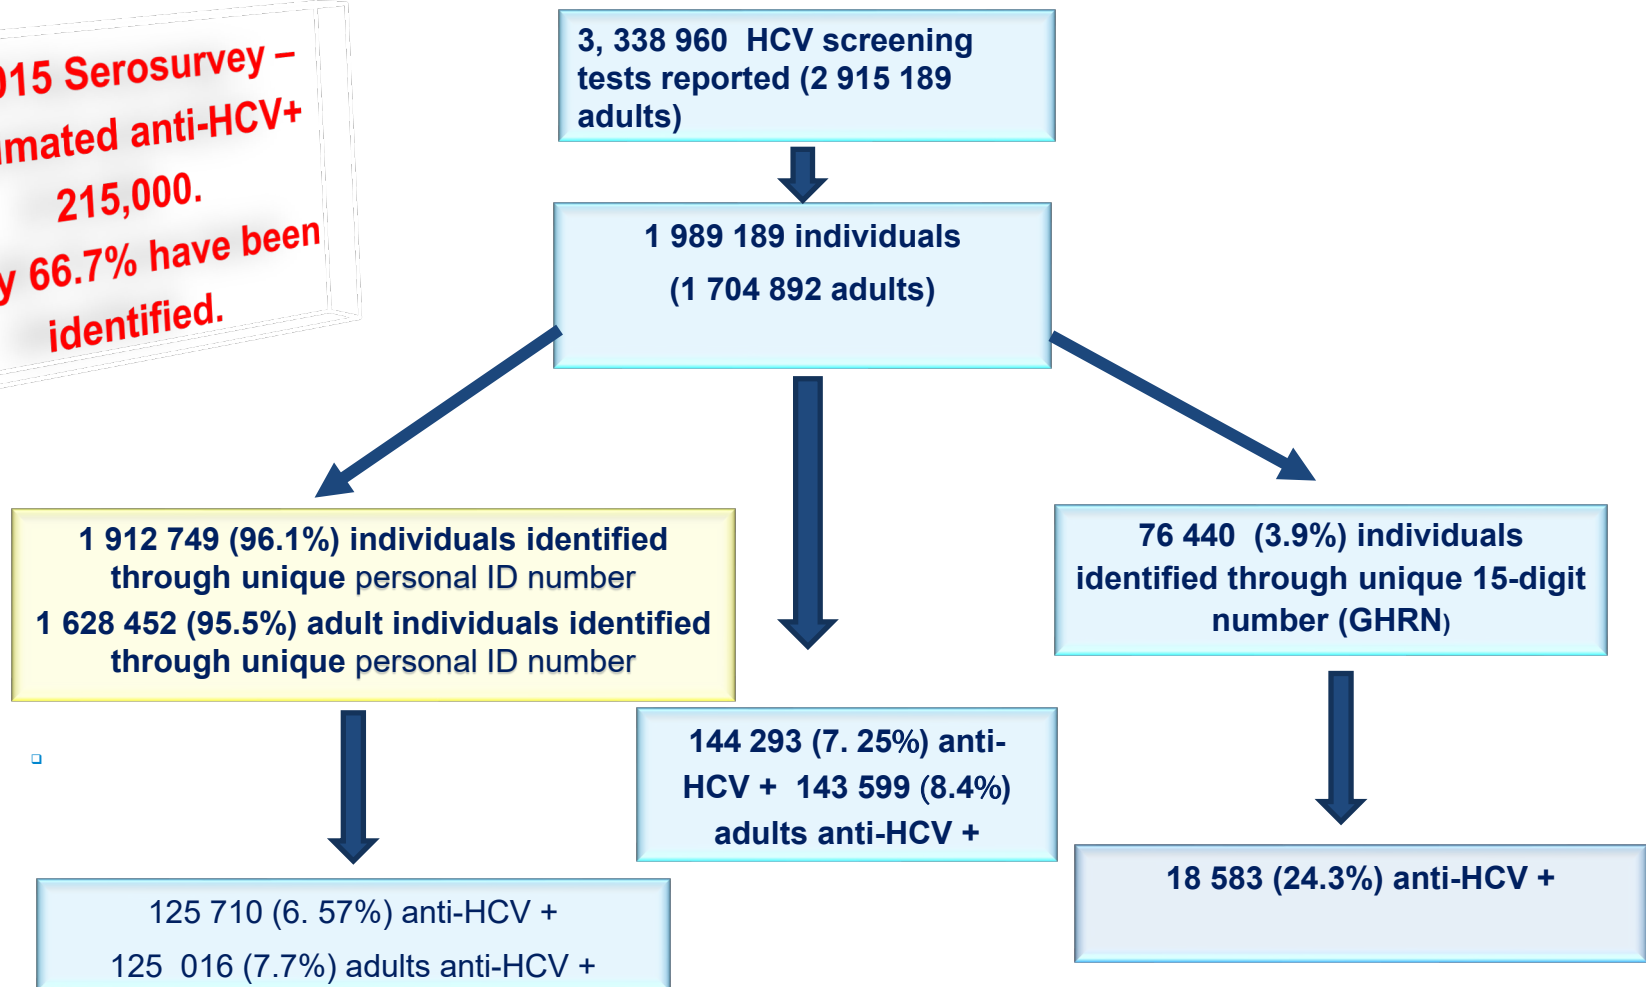 Serosurvey –
anti-HCV+
215,000.
66.7% have been
identified.
3, 338 960 HCV screening
tests reported (2 915 189
adults)
1 989 189 individuals
(1 704 892 adults)
1 912 749 (96.1%) individuals identified
through unique personal ID number
1 628 452 (95.5%) adult individuals identified
through unique personal ID number
76 440 (3.9%) individuals
identified through unique 15-digit
number (GHRN)
144 293 (7. 25%) anti-
HCV + 143 599 (8.4%)
adults anti-HCV +
18 583 (24.3%) anti-HCV +
125 710 (6. 57%) anti-HCV +
125 016 (7.7%) adults anti-HCV +